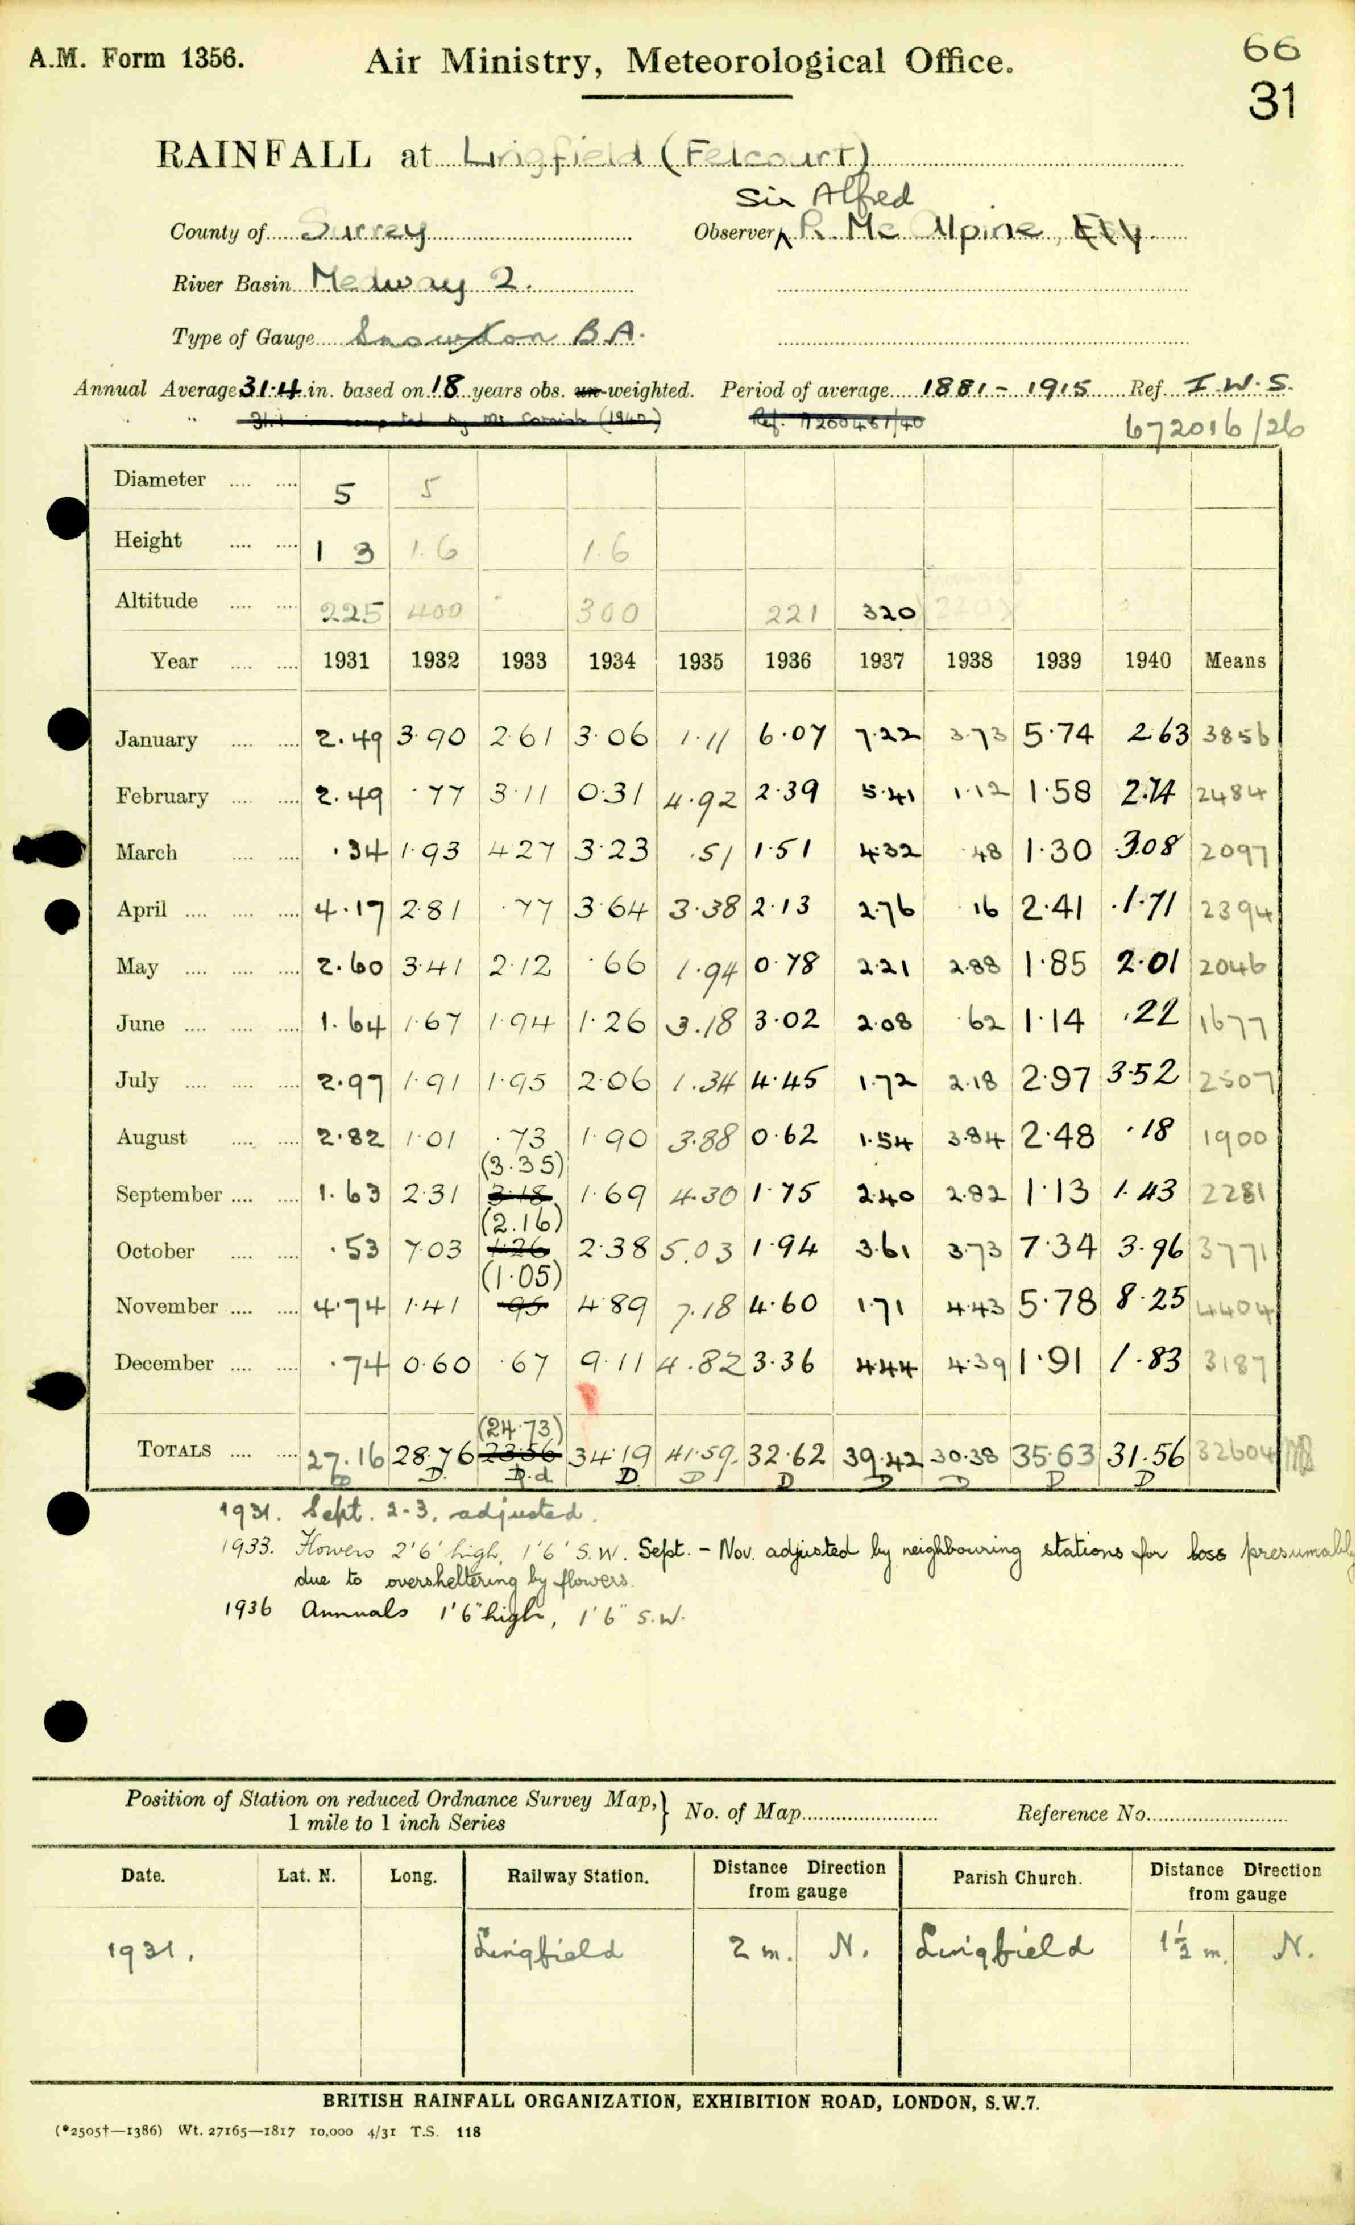 A.M. Form 1356. Air Ministry, Meteorological Office. 66
31
RAINFALL at Lingfield (Felcourt)
Sir Alfred
County of Surrey Observer R. McAlpine, Esq
River Basin Medway 2.
Type of Gauge Snowdon B.A.
Annual Average 31.4 in. based on 18 years obs. un-weighted. Period of average 1881 - 1915 Ref. I.W.S.
672016/26
Diameter 5 5
Height 1 3 1.6 1.6
Altitude 225 400 300 221 320
Year 1931 1932 1933 1934 1935 1936 1937 1938 1939 1940 Means
January 2.49 3.90 2.61 3.06 1.11 6.07 7.22 3.73 5.74 2.63 3856
February 2.49 .77 3.11 0.31 4.92 2.39 5.41 1.12 1.58 2.74 2484
March .34 1.93 4.27 3.23 .51 1.51 4.32 .48 1.30 3.08 2097
April 4.17 2.81 .77 3.64 3.38 2.13 2.76 16 2.41 1.71 2394
May 2.60 3.41 2.12 .66 1.94 0.78 2.21 2.88 1.85 2.01 2046
June 1.64 1.67 1.94 1.26 3.18 3.02 2.08 .62 1.14 .22 1677
July 2.97 1.91 1.95 2.06 1.34 4.45 1.72 2.18 2.97 3.52 2507
August 2.82 1.01 .73 1.90 3.88 0.62 1.54 3.84 2.48 .18 1900
(3.35)
September 1.63 2.31 3.18 1.69 4.30 1.75 2.40 2.82 1.13 1.43 2281
(2.16)
October .53 7.03 1.26 2.38 5.03 1.94 3.61 3.73 7.34 3.96 3771
(1.05)
November 4.74 1.41 .95 4.89 7.18 4.60 1.71 4.43 5.78 8.25 4404
December .74 0.60 .67 9.11 4.82 3.36 4.44 4.39 1.91 1.83 3187
(24.73)
TOTALS 27.16 28.76 23.56 34.19 41.59 32.62 39.42 30.38 35.63 31.56 32604
D D. D.d. D. D D D D D D
1931. Sept. 2-3. adjusted.
1933. Flowers 2'6" high, 1'6" S.W. Sept. - Nov. adjusted by neighbouring stations for loss presumably
due to oversheltering by flowers.
1936 Annuals 1'6" high, 1'6" S.W.
Position of Station on reduced Ordnance Survey Map, 1 mile to 1 inch Series No. of Map Reference No.
Date. Lat. N. Long. Railway Station. Distance Direction from gauge Parish Church. Distance Direction from gauge
1931. Lingfield 2 m. N. Lingfield 1½ m. N.
BRITISH RAINFALL ORGANIZATION, EXHIBITION ROAD, LONDON, S.W.7.
(*2505†—1386) Wt. 27165—1817 10,000 4/31 T.S. 118